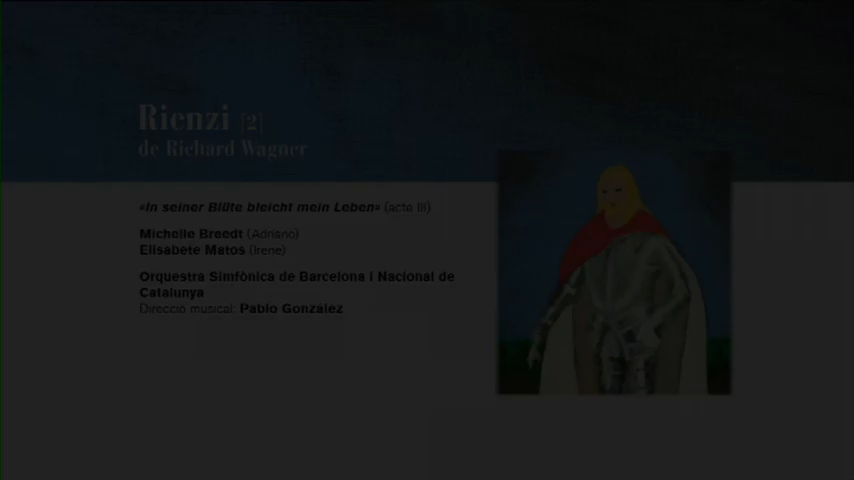 Rienzi [2]
de Richard Wagner
«In seiner Blüte bleicht mein Leben» (acte III)
Michelle Breedt (Adriano)
Elisabete Matos (Irene)
Orquestra Simfònica de Barcelona i Nacional de
Catalunya
Direcció musical: Pablo González